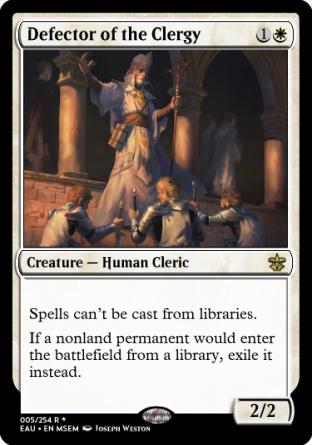 Defector of the Clergy 1
Creature — Human Cleric
Spells can't be cast from libraries.
If a nonland permanent would enter
the battlefield from a library, exile it
instead.
2/2
005/254 R *
EAU • EN MSEM Joseph Weston